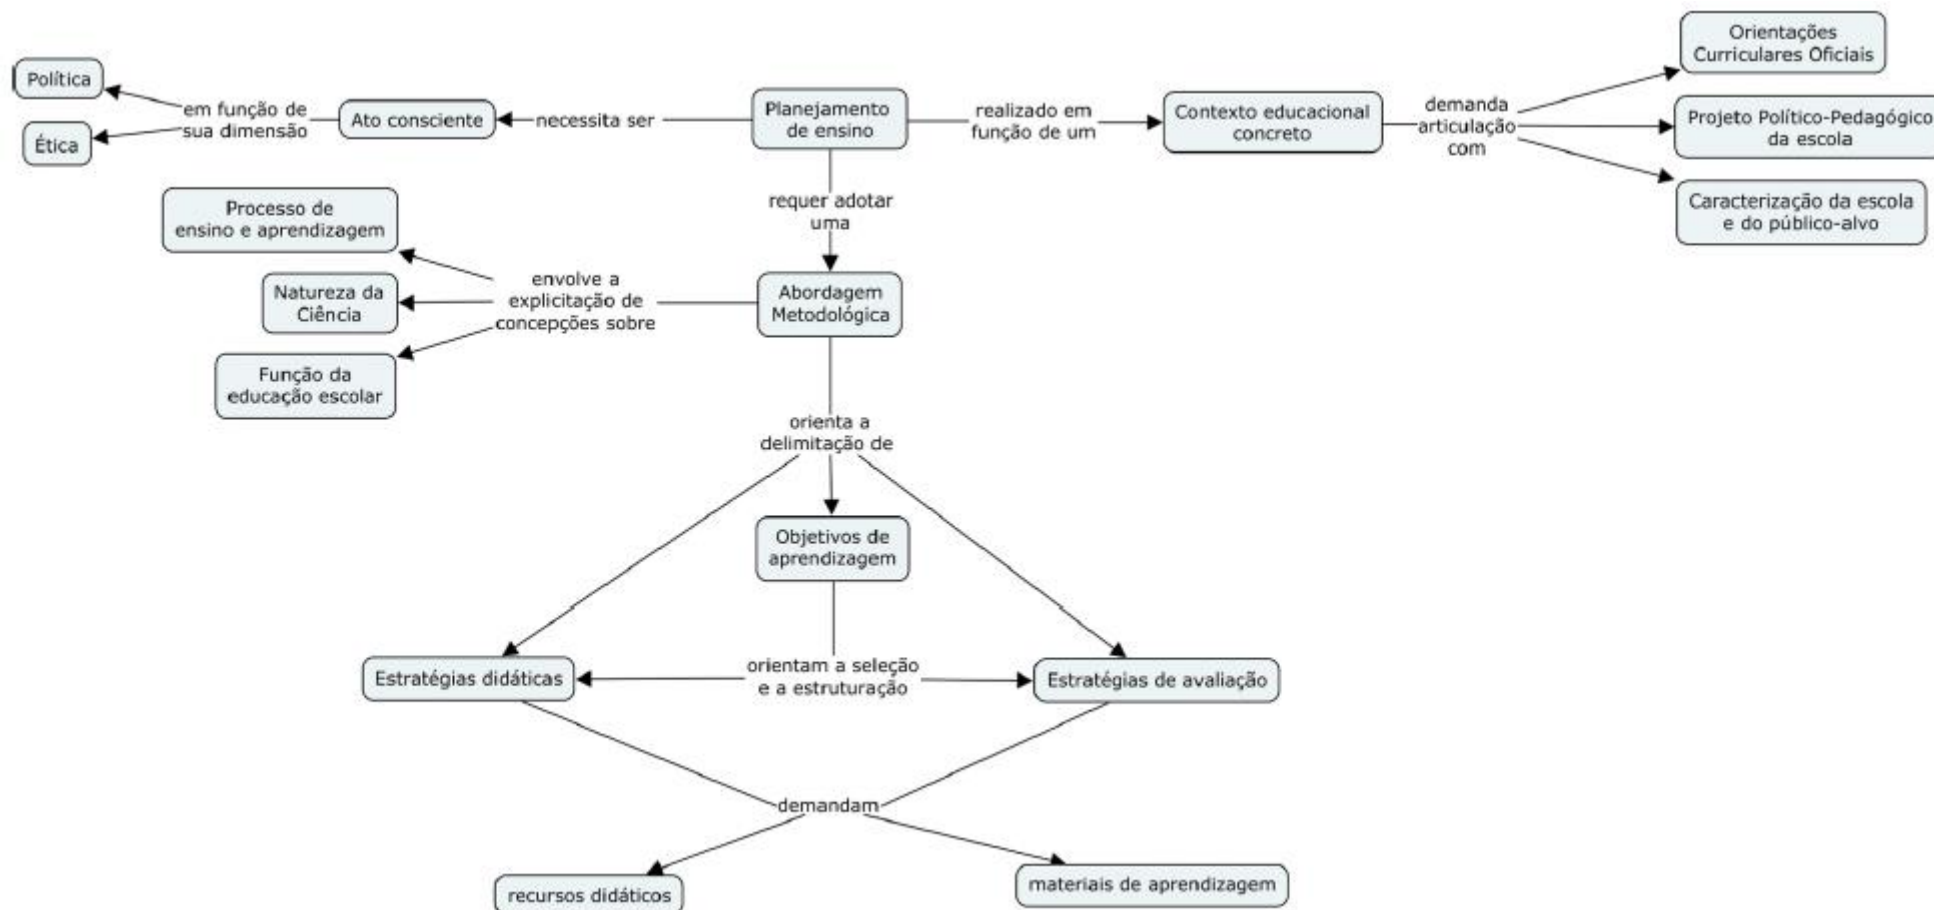 Orientações
Curriculares Oficiais
Política
em função de
sua dimensão
Ato consciente
necessita ser
Planejamento
de ensino
realizado em
função de um
Contexto educacional
concreto
demanda
articulação
com
Projeto Político-Pedagógico
da escola
Ética
Caracterização da escola
e do público-alvo
requer adotar
uma
Processo de
ensino e aprendizagem
Natureza da
Ciência
envolve a
explicitação de
concepções sobre
Abordagem
Metodológica
Função da
educação escolar
orienta a
delimitação de
Objetivos de
aprendizagem
Estratégias didáticas
orientam a seleção
e a estruturação
Estratégias de avaliação
demandam
recursos didáticos
materiais de aprendizagem